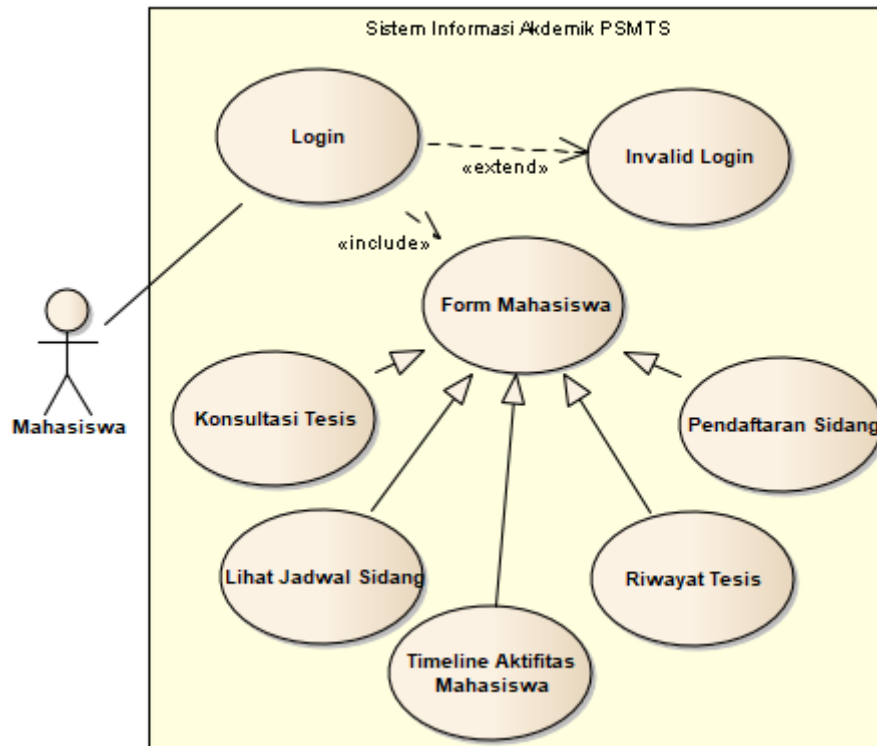 Sistem Informasi Akdemik PSMTS
Login
Invalid Login
«extend»
«include»
Form Mahasiswa
Mahasiswa
Konsultasi Tesis
Pendaftaran Sidang
Lihat Jadwal Sidang
Riwayat Tesis
Timeline Aktifitas
Mahasiswa